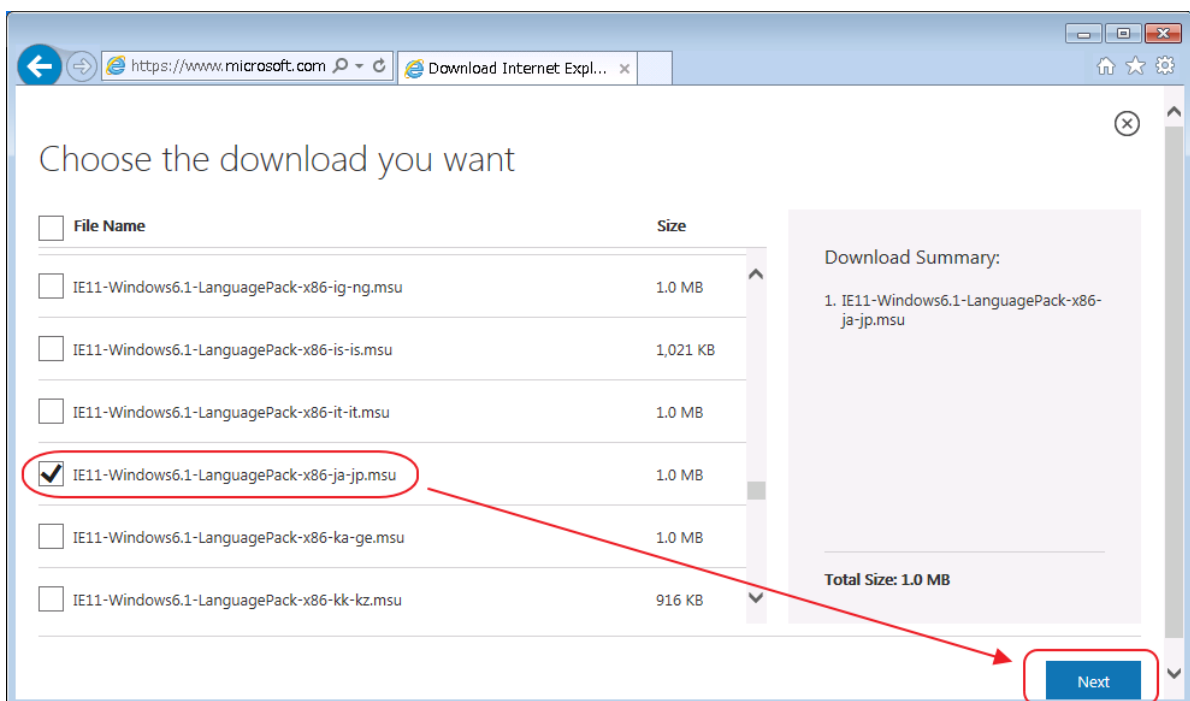 https://www.microsoft.com
Download Internet Expl...
Choose the download you want
File Name Size
IE11-Windows6.1-LanguagePack-x86-ig-ng.msu 1.0 MB
IE11-Windows6.1-LanguagePack-x86-is-is.msu 1,021 KB
IE11-Windows6.1-LanguagePack-x86-it-it.msu 1.0 MB
IE11-Windows6.1-LanguagePack-x86-ja-jp.msu 1.0 MB
IE11-Windows6.1-LanguagePack-x86-ka-ge.msu 1.0 MB
IE11-Windows6.1-LanguagePack-x86-kk-kz.msu 916 KB
Download Summary:
1. IE11-Windows6.1-LanguagePack-x86-
ja-jp.msu
Total Size: 1.0 MB
Next